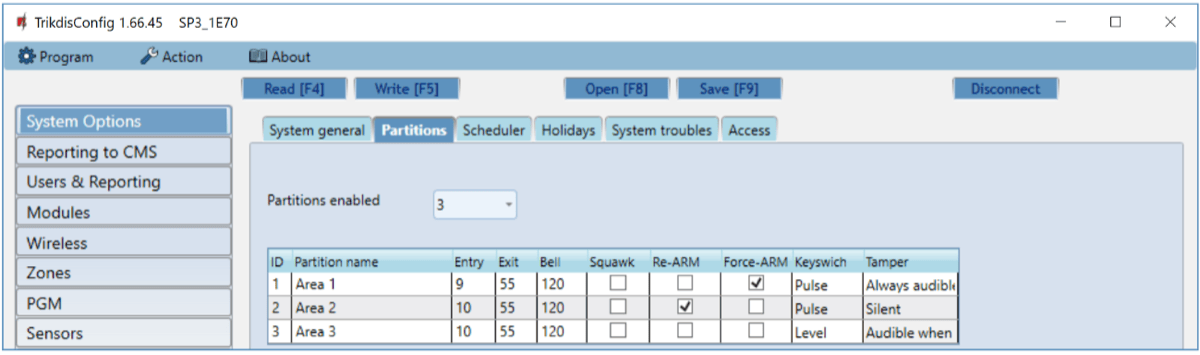 TrikdisConfig 1.66.45 SP3_1E70
Program Action About
Read [F4] Write [F5] Open [F8] Save [F9] Disconnect
System Options
Reporting to CMS
Users & Reporting
Modules
Wireless
Zones
PGM
Sensors
System general Partitions Scheduler Holidays System troubles Access
Partitions enabled 3
ID Partition name Entry Exit Bell Squawk Re-ARM Force-ARM Keyswich Tamper
1 Area 1 9 55 120 Pulse Always audible
2 Area 2 10 55 120 Pulse Silent
3 Area 3 10 55 120 Level Audible when